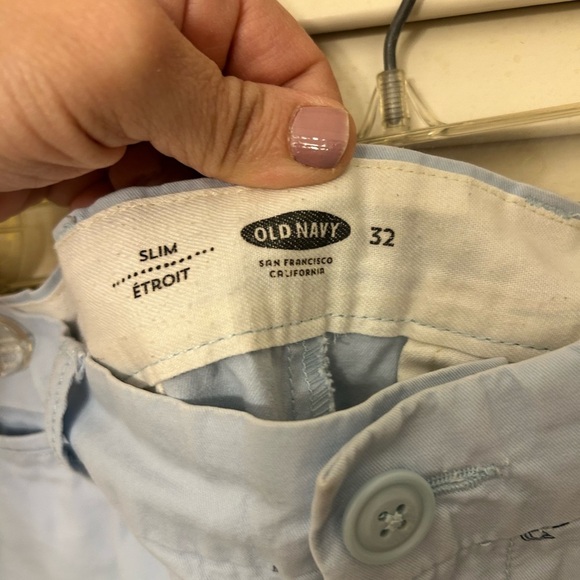 SLIM
ÉTROIT
OLD NAVY
SAN FRANCISCO
CALIFORNIA
32